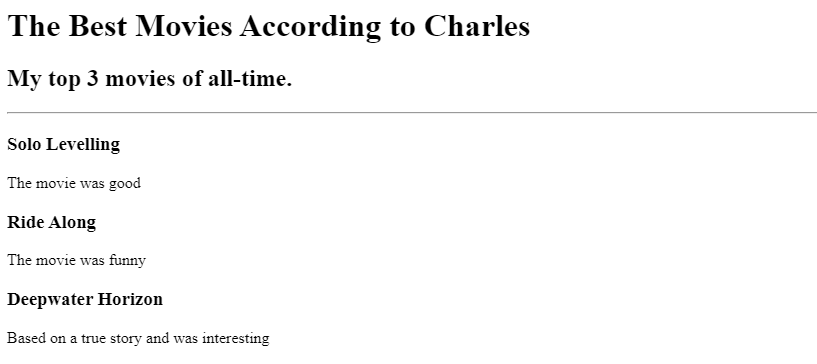 The Best Movies According to Charles
My top 3 movies of all-time.
Solo Levelling
The movie was good
Ride Along
The movie was funny
Deepwater Horizon
Based on a true story and was interesting